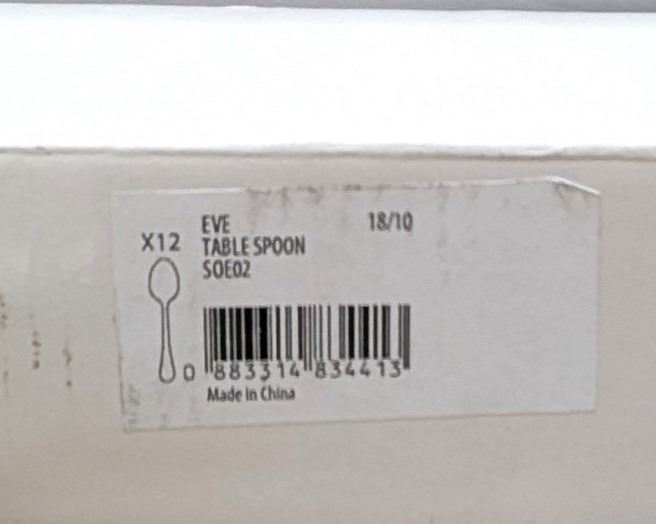 EVE 18/10
X12 TABLE SPOON
SOE02
0 883314 834413
Made in China